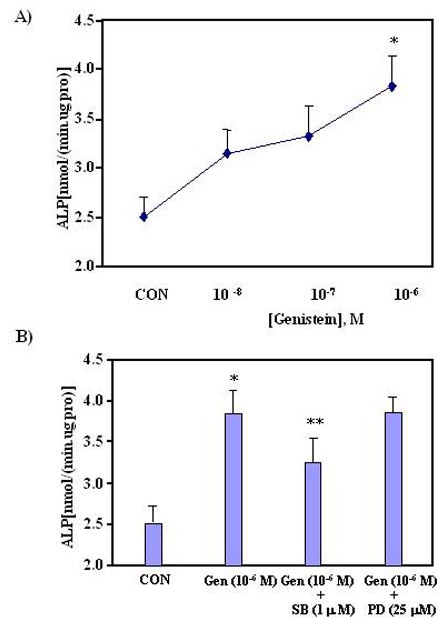 A)
ALP[nmol/(min.ug pro)]
4.5
4.0
3.5
3.0
2.5
2.0
*
CON 10⁻⁸ 10⁻⁷ 10⁻⁶
[Genistein], M
B)
ALP[nmol/(min.ug pro)]
4.5
4.0
3.5
3.0
2.5
2.0
*
**
CON Gen (10⁻⁶ M) Gen (10⁻⁶ M) Gen (10⁻⁶ M)
+ +
SB (1 μM) PD (25 μM)